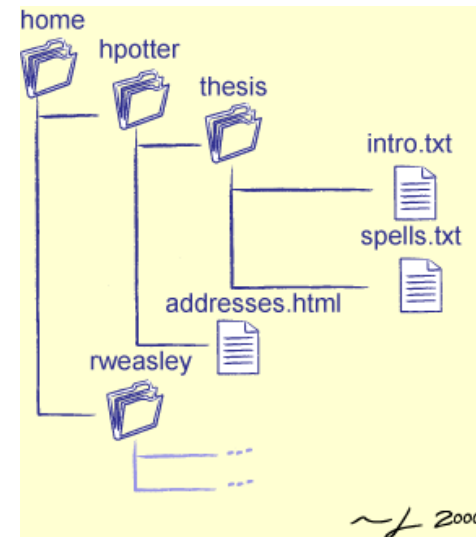 home
hpotter
thesis
intro.txt
spells.txt
addresses.html
rweasley
2000